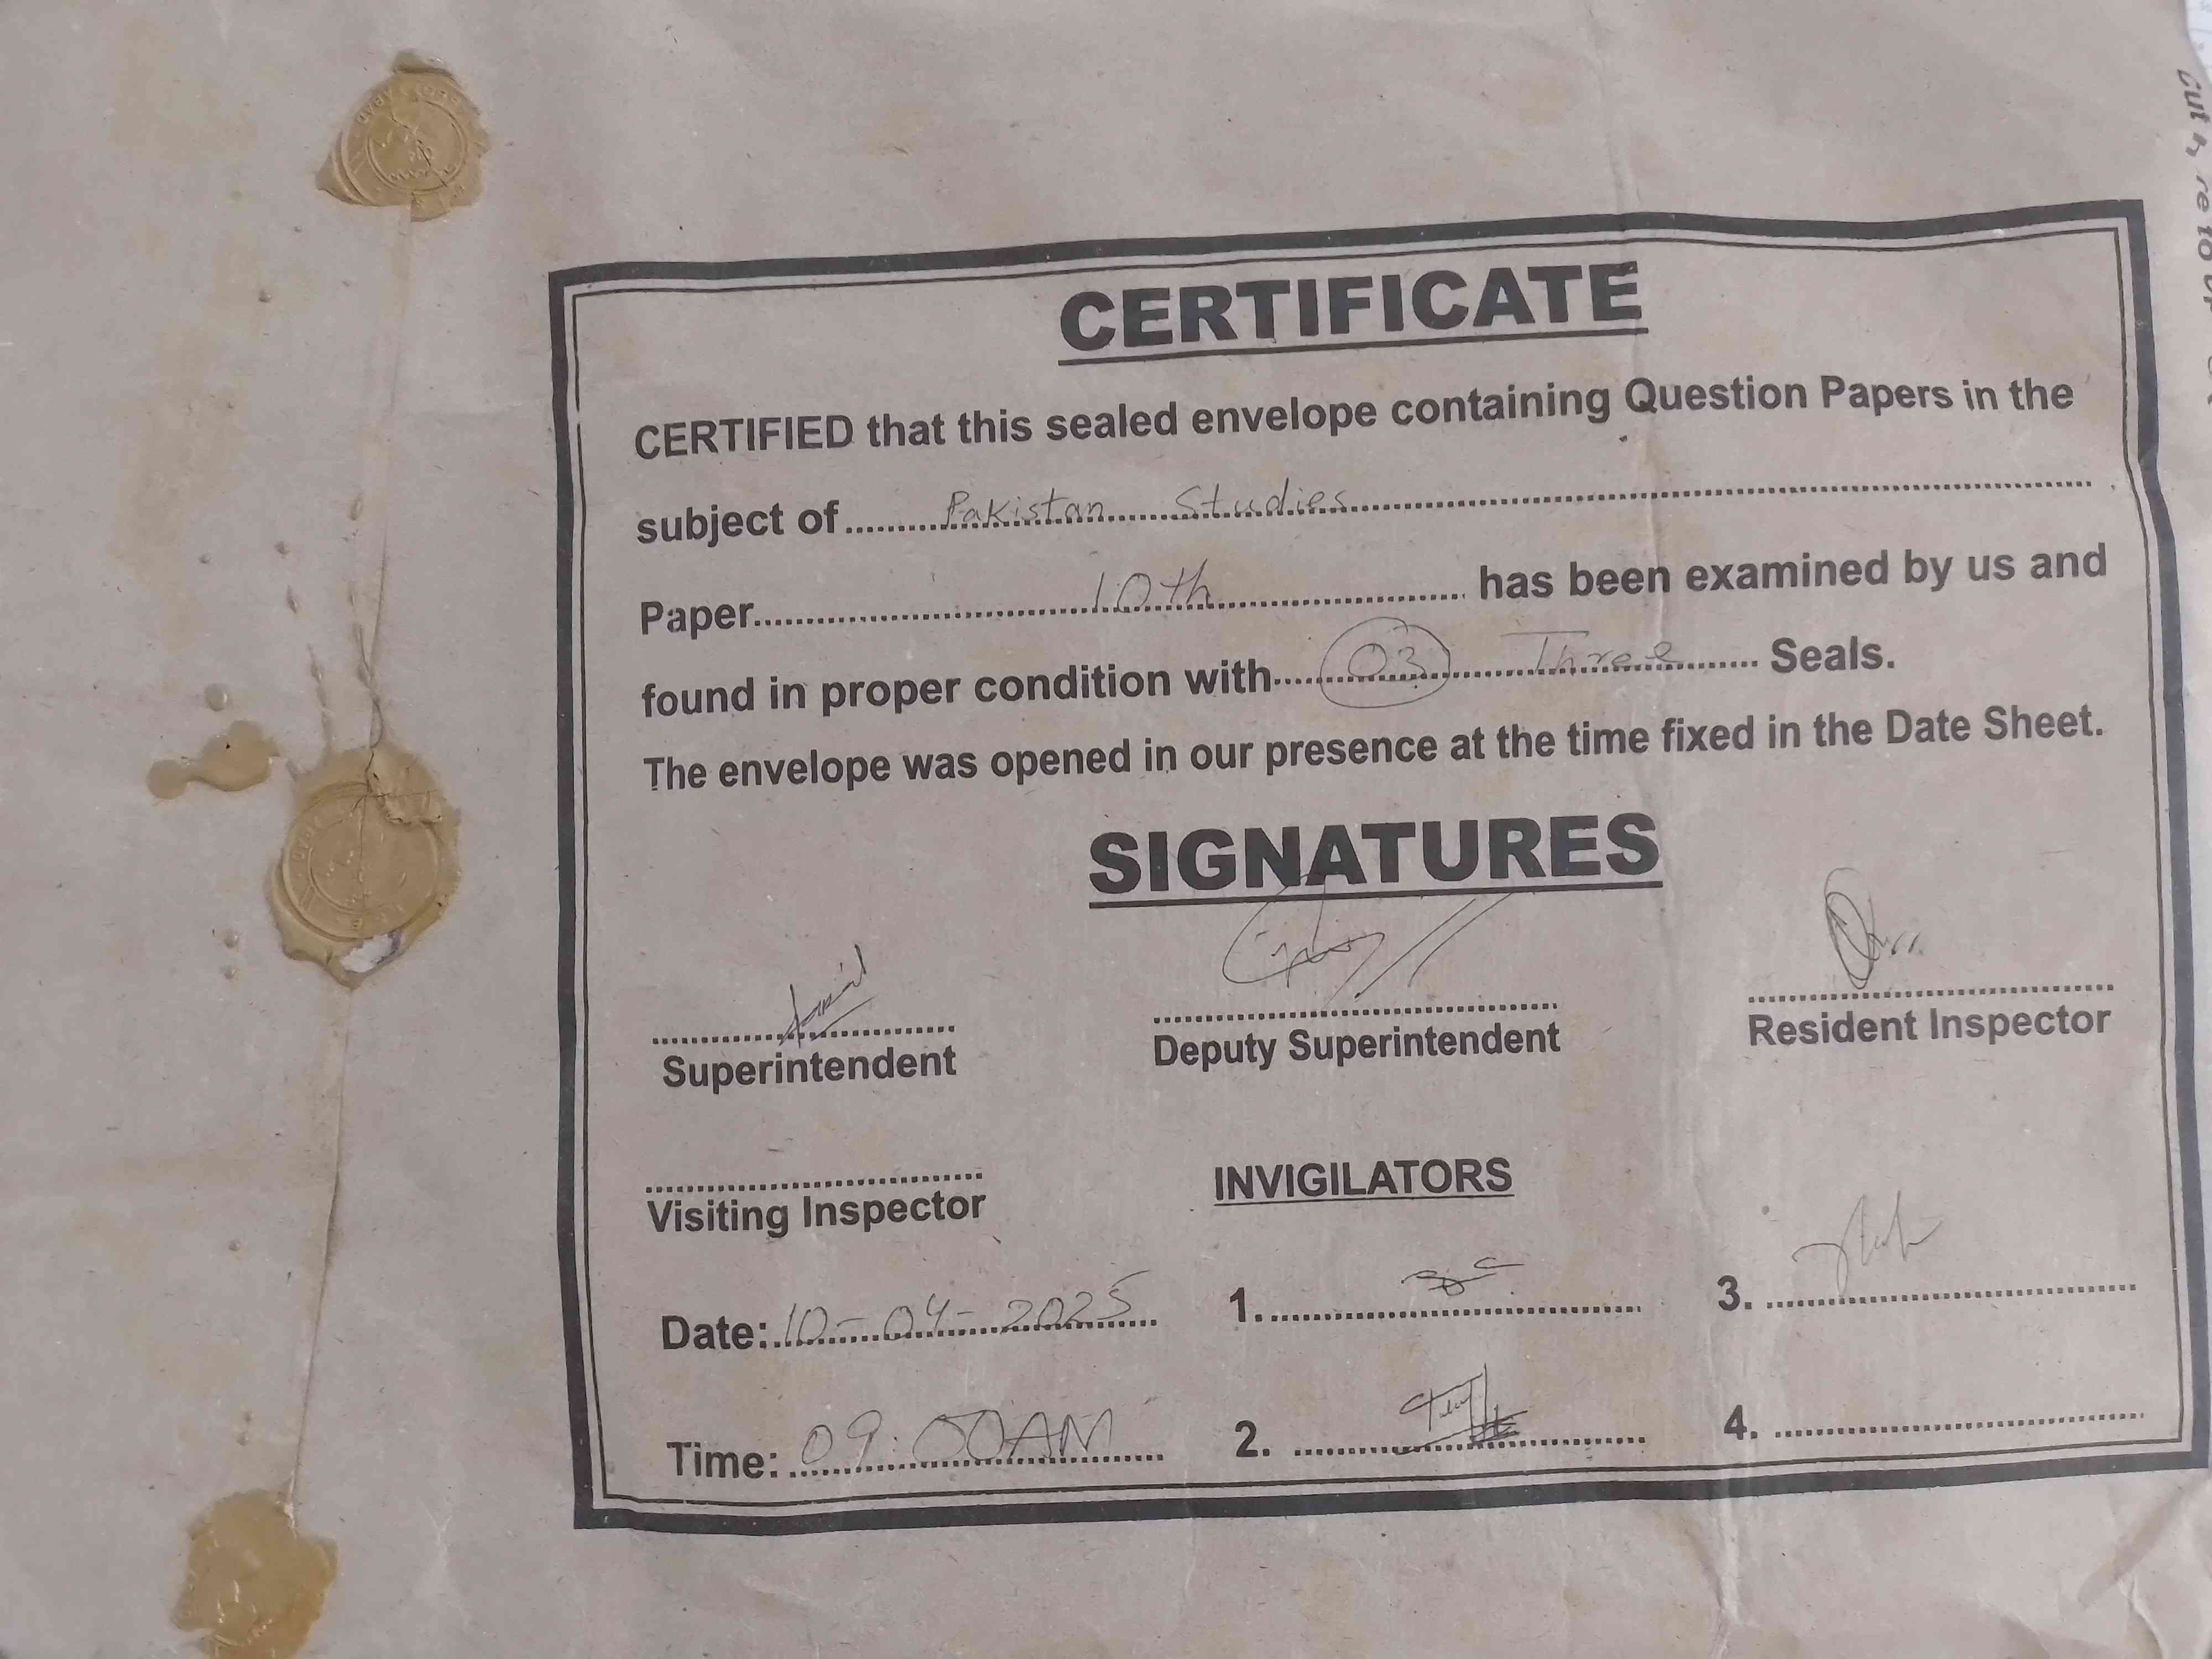 CERTIFICATE
CERTIFIED that this sealed envelope containing Question Papers in the
subject of Pakistan Studies
Paper 10th has been examined by us and
found in proper condition with 03 Three Seals.
The envelope was opened in our presence at the time fixed in the Date Sheet.
SIGNATURES
Superintendent
Deputy Superintendent
Resident Inspector
Visiting Inspector
INVIGILATORS
Date: 10-04-2025
1.
3.
Time: 09:00AM
2.
4.